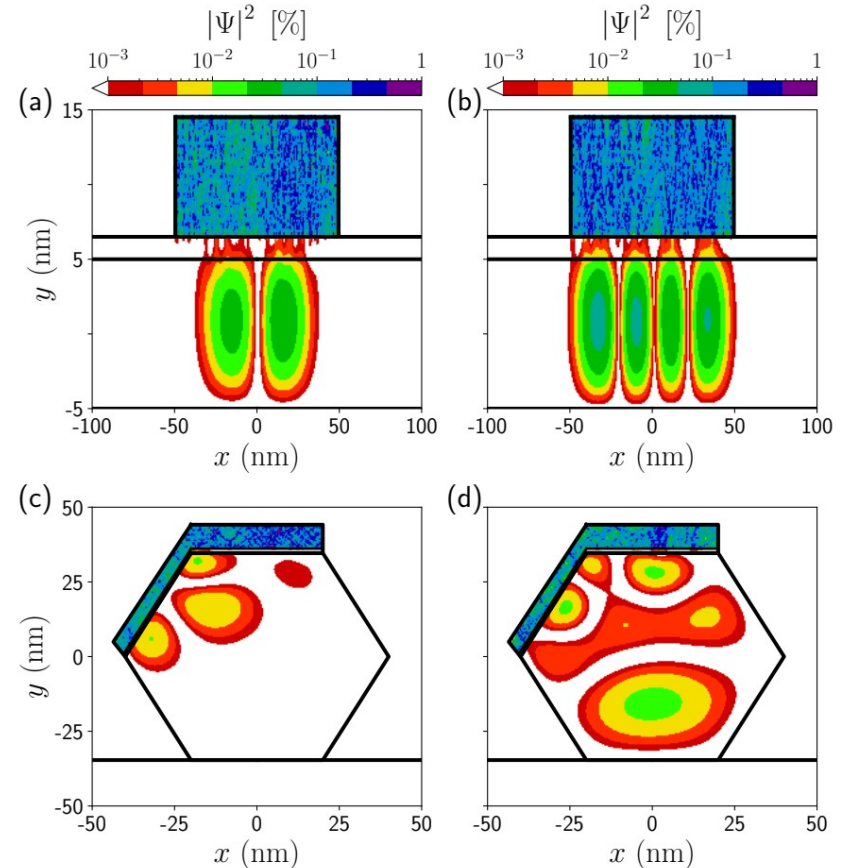 |Ψ|² [%] |Ψ|² [%]
10⁻³ 10⁻² 10⁻¹ 1 10⁻³ 10⁻² 10⁻¹ 1
(a) (b)
15
5
-5
y (nm)
-100 -50 0 50 100 -100 -50 0 50 100
x (nm) x (nm)
(c) (d)
50
25
0
-25
-50
y (nm)
-50 -25 0 25 50 -50 -25 0 25 50
x (nm) x (nm)